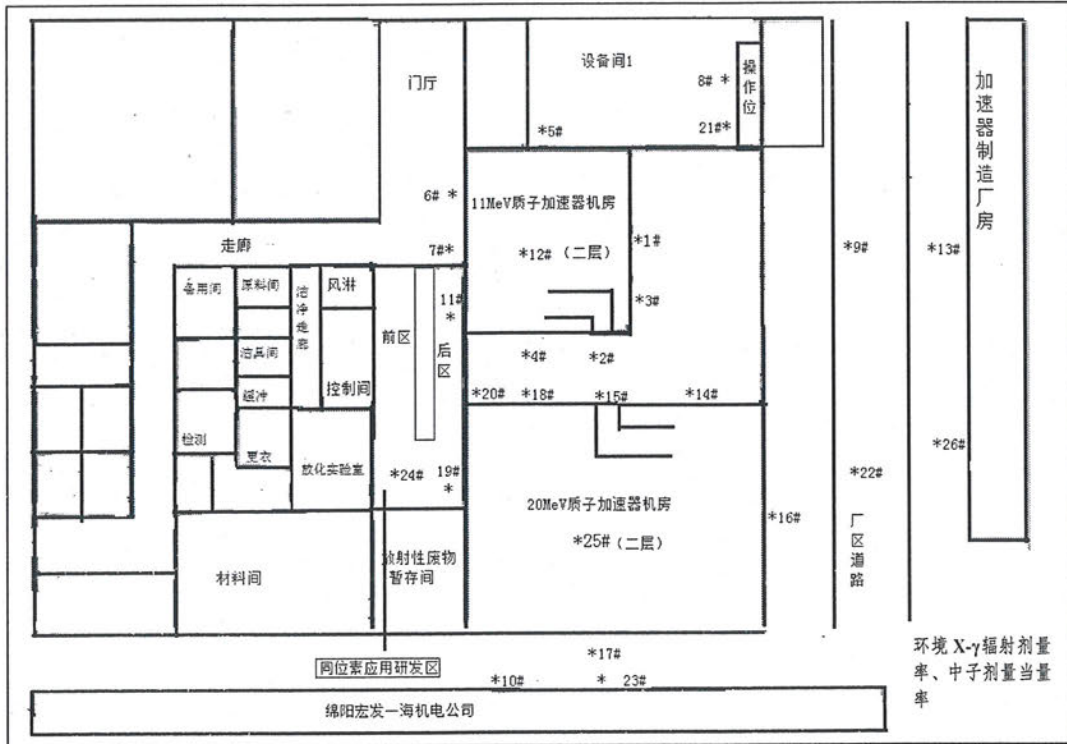 设备间1
门厅
8# *
操作位
*5#
21#*
加速器制造厂房
6# *
11MeV质子加速器机房
走廊
7#*
*12# (二层)
*1#
*9#
*13#
备用间
原料间
洁净走廊
风淋
11#
*
*3#
前区
后区
洁具间
*4#
*2#
控制间
缓冲
*20#
*18#
*15#
*14#
检测
更衣
放化实验室
*24#
19#
*
*26#
*22#
20MeV质子加速器机房
*16#
*25# (二层)
厂区道路
材料间
放射性废物
暂存间
*17#
同位素应用研发区
*10#
* 23#
绵阳宏发一海机电公司
环境 X-γ辐射剂量
率、中子剂量当量
率